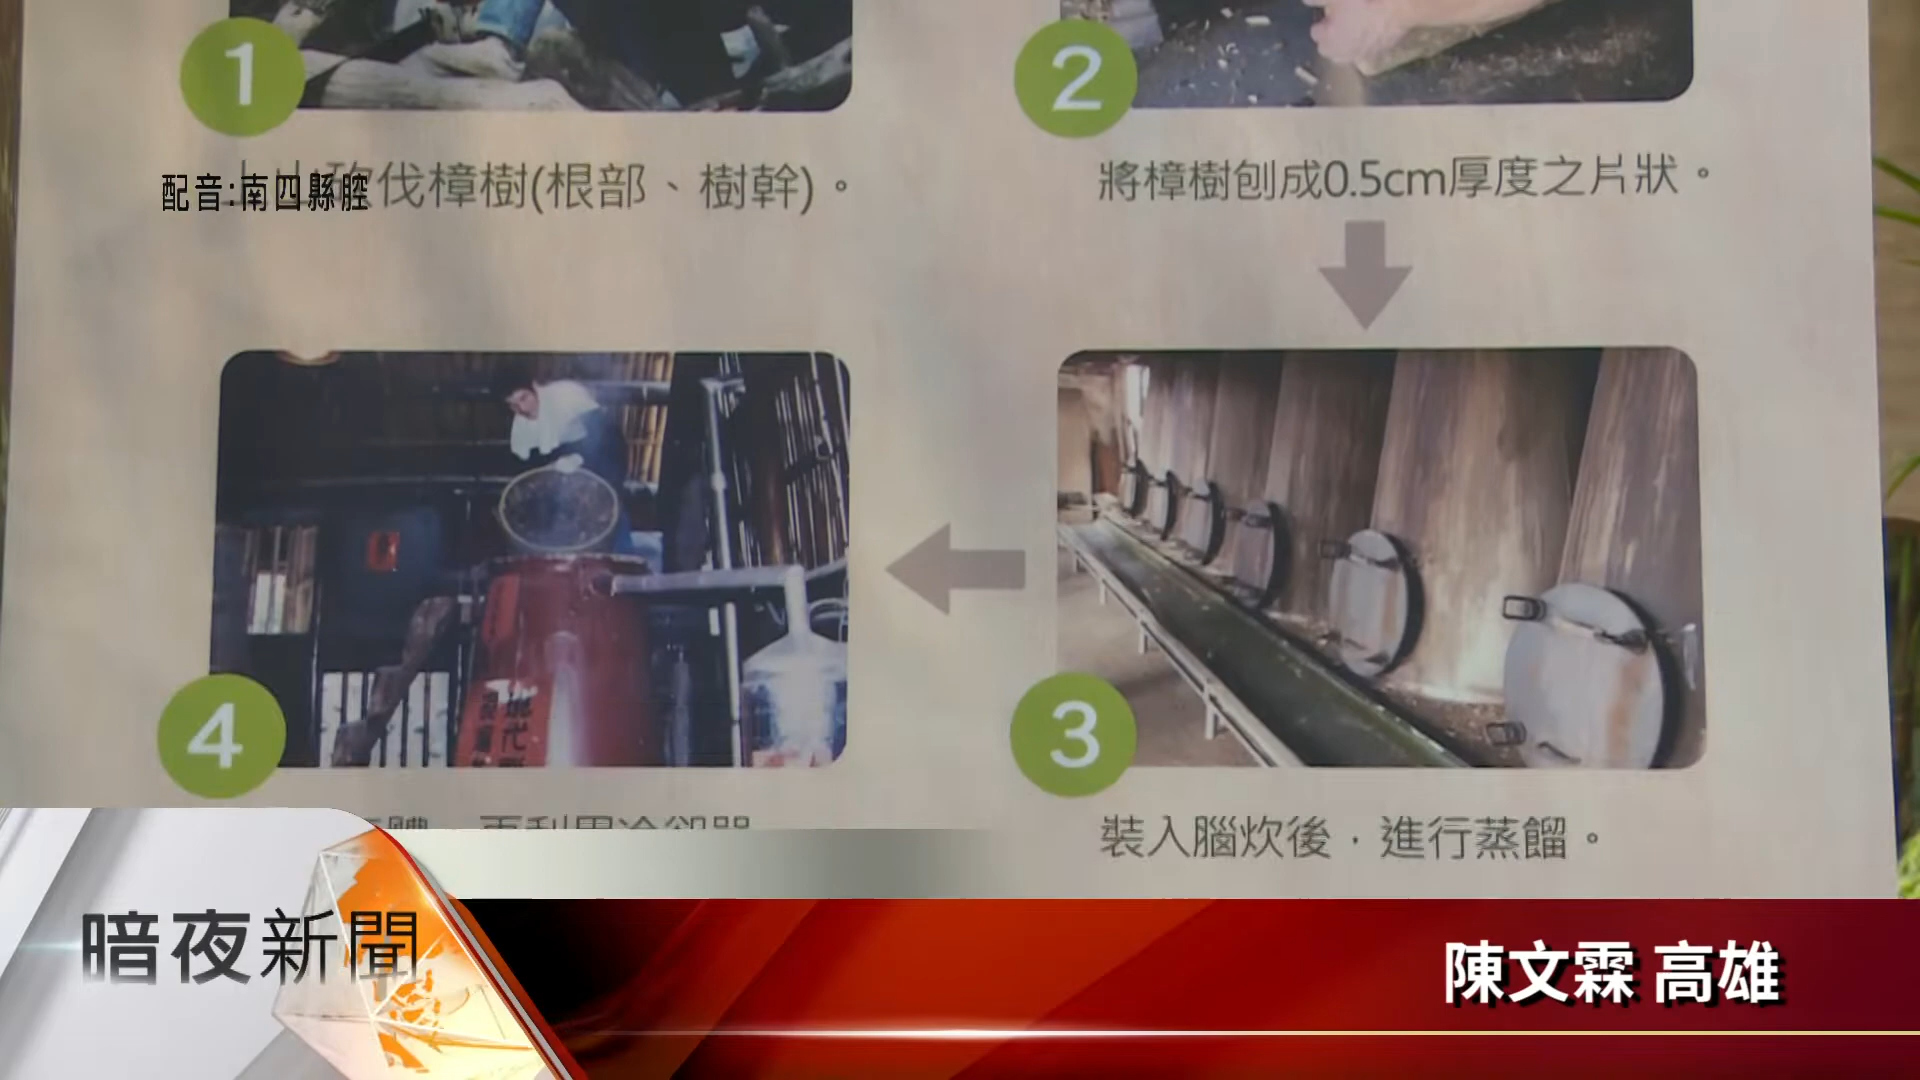 1
2
配音:南四縣腔
伐樟樹(根部、樹幹)。
將樟樹刨成0.5cm厚度之片狀。
4
3
裝入腦炊後，進行蒸餾。
暗夜新聞
陳文霖 高雄